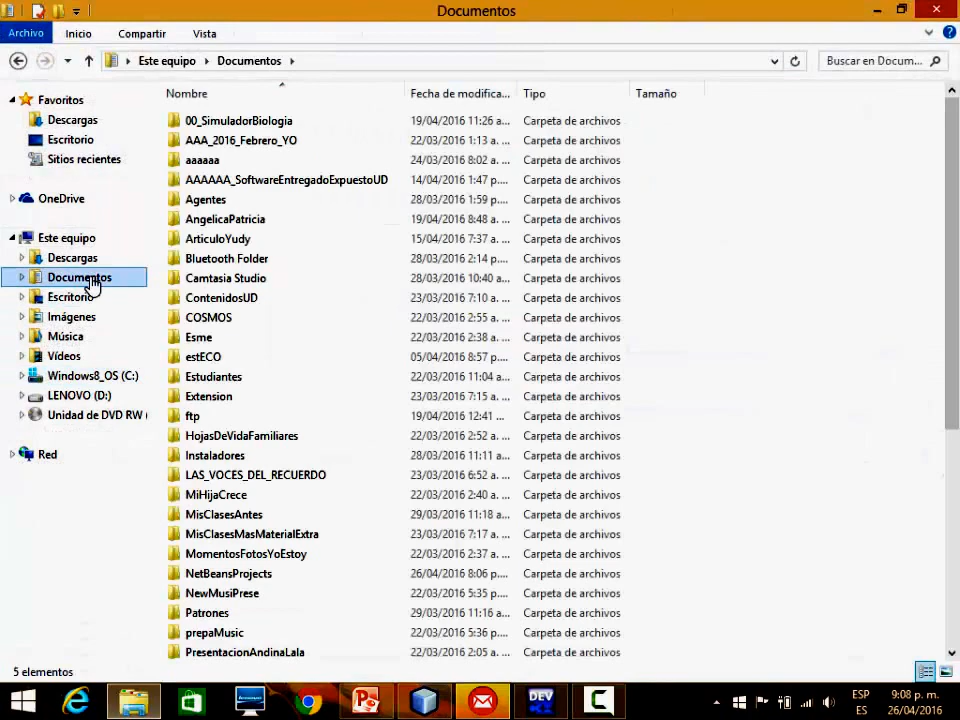 Documentos
Archivo Inicio Compartir Vista
Este equipo Documentos Buscar en Docum...
Nombre Fecha de modifica... Tipo Tamaño
Favoritos
Descargas
Escritorio
Sitios recientes
OneDrive
Este equipo
Descargas
Documentos
Escritorio
Imágenes
Música
Vídeos
Windows8_OS (C:)
LENOVO (D:)
Unidad de DVD RW (
Red
00_SimuladorBiologia 19/04/2016 11:26 a... Carpeta de archivos
AAA_2016_Febrero_YO 22/03/2016 1:13 a. ... Carpeta de archivos
aaaaaa 24/03/2016 8:02 a. ... Carpeta de archivos
AAAAAA_SoftwareEntregadoExpuestoUD 14/04/2016 1:47 p.... Carpeta de archivos
Agentes 28/03/2016 1:59 p.... Carpeta de archivos
AngelicaPatricia 19/04/2016 8:48 a. ... Carpeta de archivos
ArticuloYudy 15/04/2016 7:37 a. ... Carpeta de archivos
Bluetooth Folder 28/03/2016 2:14 p.... Carpeta de archivos
Camtasia Studio 28/03/2016 10:40 a... Carpeta de archivos
ContenidosUD 23/03/2016 7:10 a. ... Carpeta de archivos
COSMOS 22/03/2016 2:55 a. ... Carpeta de archivos
Esme 22/03/2016 2:38 a. ... Carpeta de archivos
estECO 05/04/2016 8:57 p.... Carpeta de archivos
Estudiantes 22/03/2016 11:04 a... Carpeta de archivos
Extension 23/03/2016 7:15 a. ... Carpeta de archivos
ftp 19/04/2016 12:41 ... Carpeta de archivos
HojasDeVidaFamiliares 22/03/2016 2:52 a. ... Carpeta de archivos
Instaladores 28/03/2016 11:11 a... Carpeta de archivos
LAS_VOCES_DEL_RECUERDO 23/03/2016 6:52 a. ... Carpeta de archivos
MiHijaCrece 22/03/2016 2:40 a. ... Carpeta de archivos
MisClasesAntes 29/03/2016 11:18 a... Carpeta de archivos
MisClasesMasMaterialExtra 23/03/2016 7:17 a. ... Carpeta de archivos
MomentosFotosYoEstoy 22/03/2016 2:37 a. ... Carpeta de archivos
NetBeansProjects 26/04/2016 8:06 p.... Carpeta de archivos
NewMusiPrese 22/03/2016 5:35 p.... Carpeta de archivos
Patrones 29/03/2016 11:16 a... Carpeta de archivos
prepaMusic 22/03/2016 5:36 p.... Carpeta de archivos
PresentacionAndinaLala 22/03/2016 2:05 a. ... Carpeta de archivos
5 elementos
DEV
ESP 9:08 p. m.
ES 26/04/2016